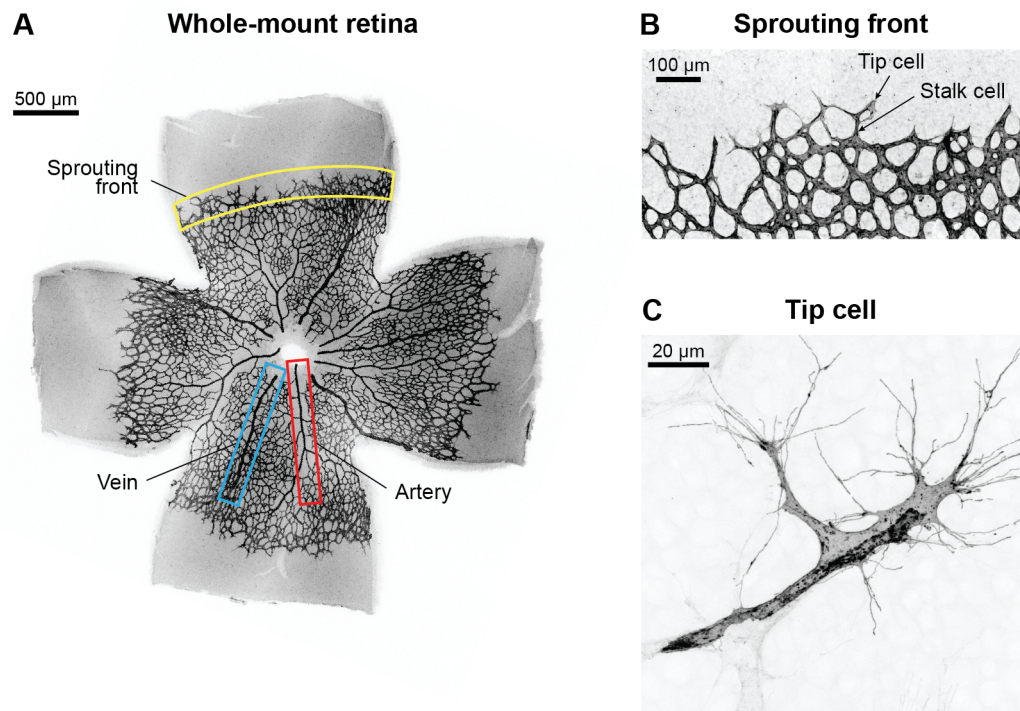 A
Whole-mount retina
500 µm
Sprouting
front
Vein
Artery
B
Sprouting front
100 µm
Tip cell
Stalk cell
C
Tip cell
20 µm